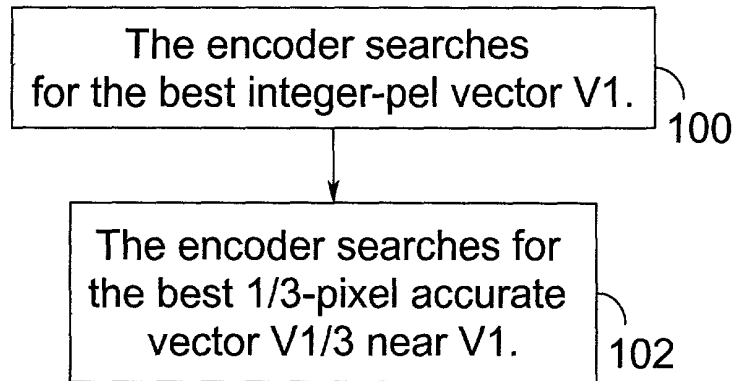 The encoder searches
for the best integer-pel vector V1.
100
The encoder searches for
the best 1/3-pixel accurate
vector V1/3 near V1.
102